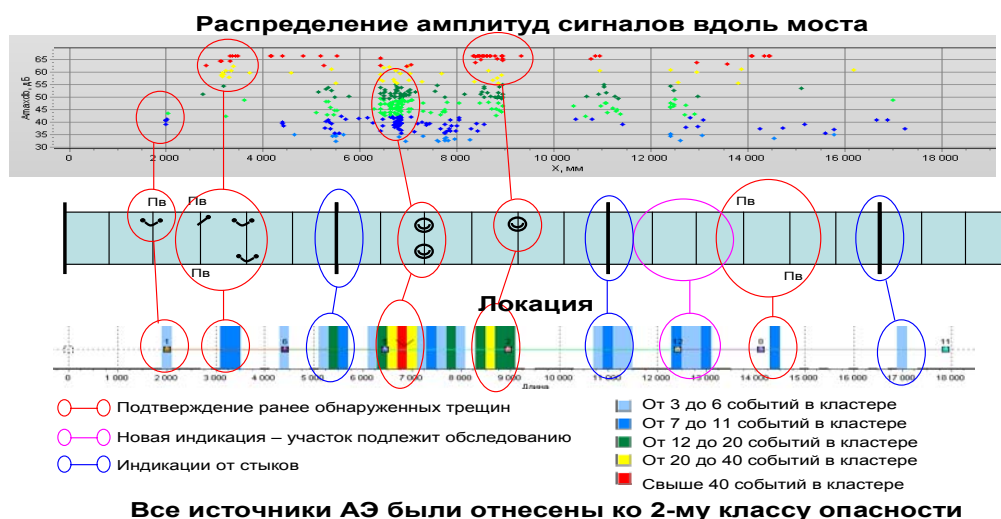 Распределение амплитуд сигналов вдоль моста
Amaxdb, дБ
65
60
55
50
45
40
35
30
0 2 000 4 000 6 000 8 000 10 000 12 000 14 000 16 000 18 000
X, мм
Пв Пв Пв
Пв Пв
Локация
1 6 5 2 12 8 11
0 1 000 2 000 3 000 4 000 5 000 6 000 7 000 8 000 9 000 10 000 11 000 12 000 13 000 14 000 15 000 16 000 17 000 18 000
Длина
Подтверждение ранее обнаруженных трещин
Новая индикация – участок подлежит обследованию
Индикации от стыков
От 3 до 6 событий в кластере
От 7 до 11 событий в кластере
От 12 до 20 событий в кластере
От 20 до 40 событий в кластере
Свыше 40 событий в кластере
Все источники АЭ были отнесены ко 2-му классу опасности